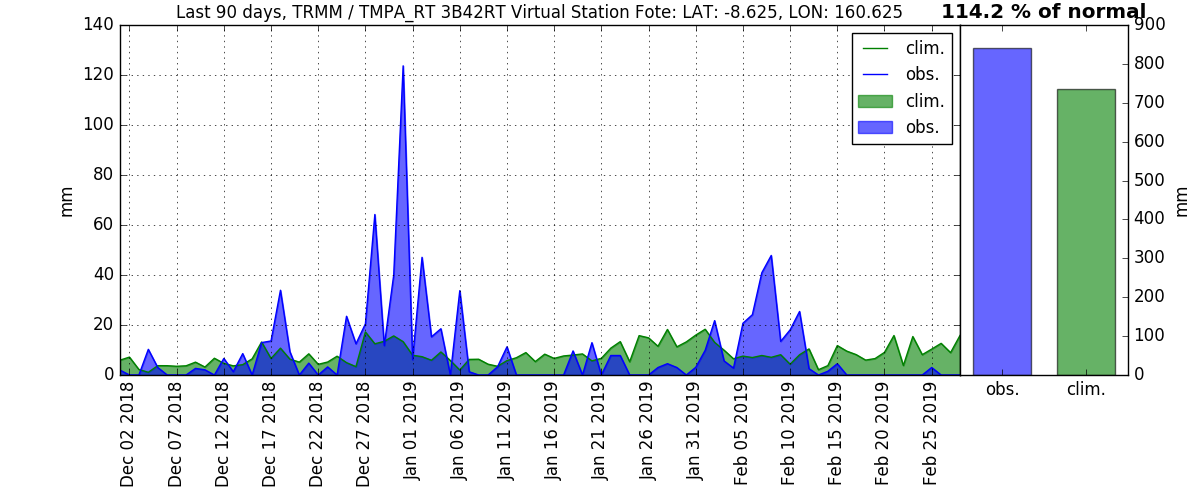 Last 90 days, TRMM / TMPA_RT 3B42RT Virtual Station Fote: LAT: -8.625, LON: 160.625
114.2 % of normal
140
120
100
80
60
40
20
0
mm
clim.
obs.
clim.
obs.
900
800
700
600
500
400
300
200
100
0
mm
Dec 02 2018
Dec 07 2018
Dec 12 2018
Dec 17 2018
Dec 22 2018
Dec 27 2018
Jan 01 2019
Jan 06 2019
Jan 11 2019
Jan 16 2019
Jan 21 2019
Jan 26 2019
Jan 31 2019
Feb 05 2019
Feb 10 2019
Feb 15 2019
Feb 20 2019
Feb 25 2019
obs.
clim.